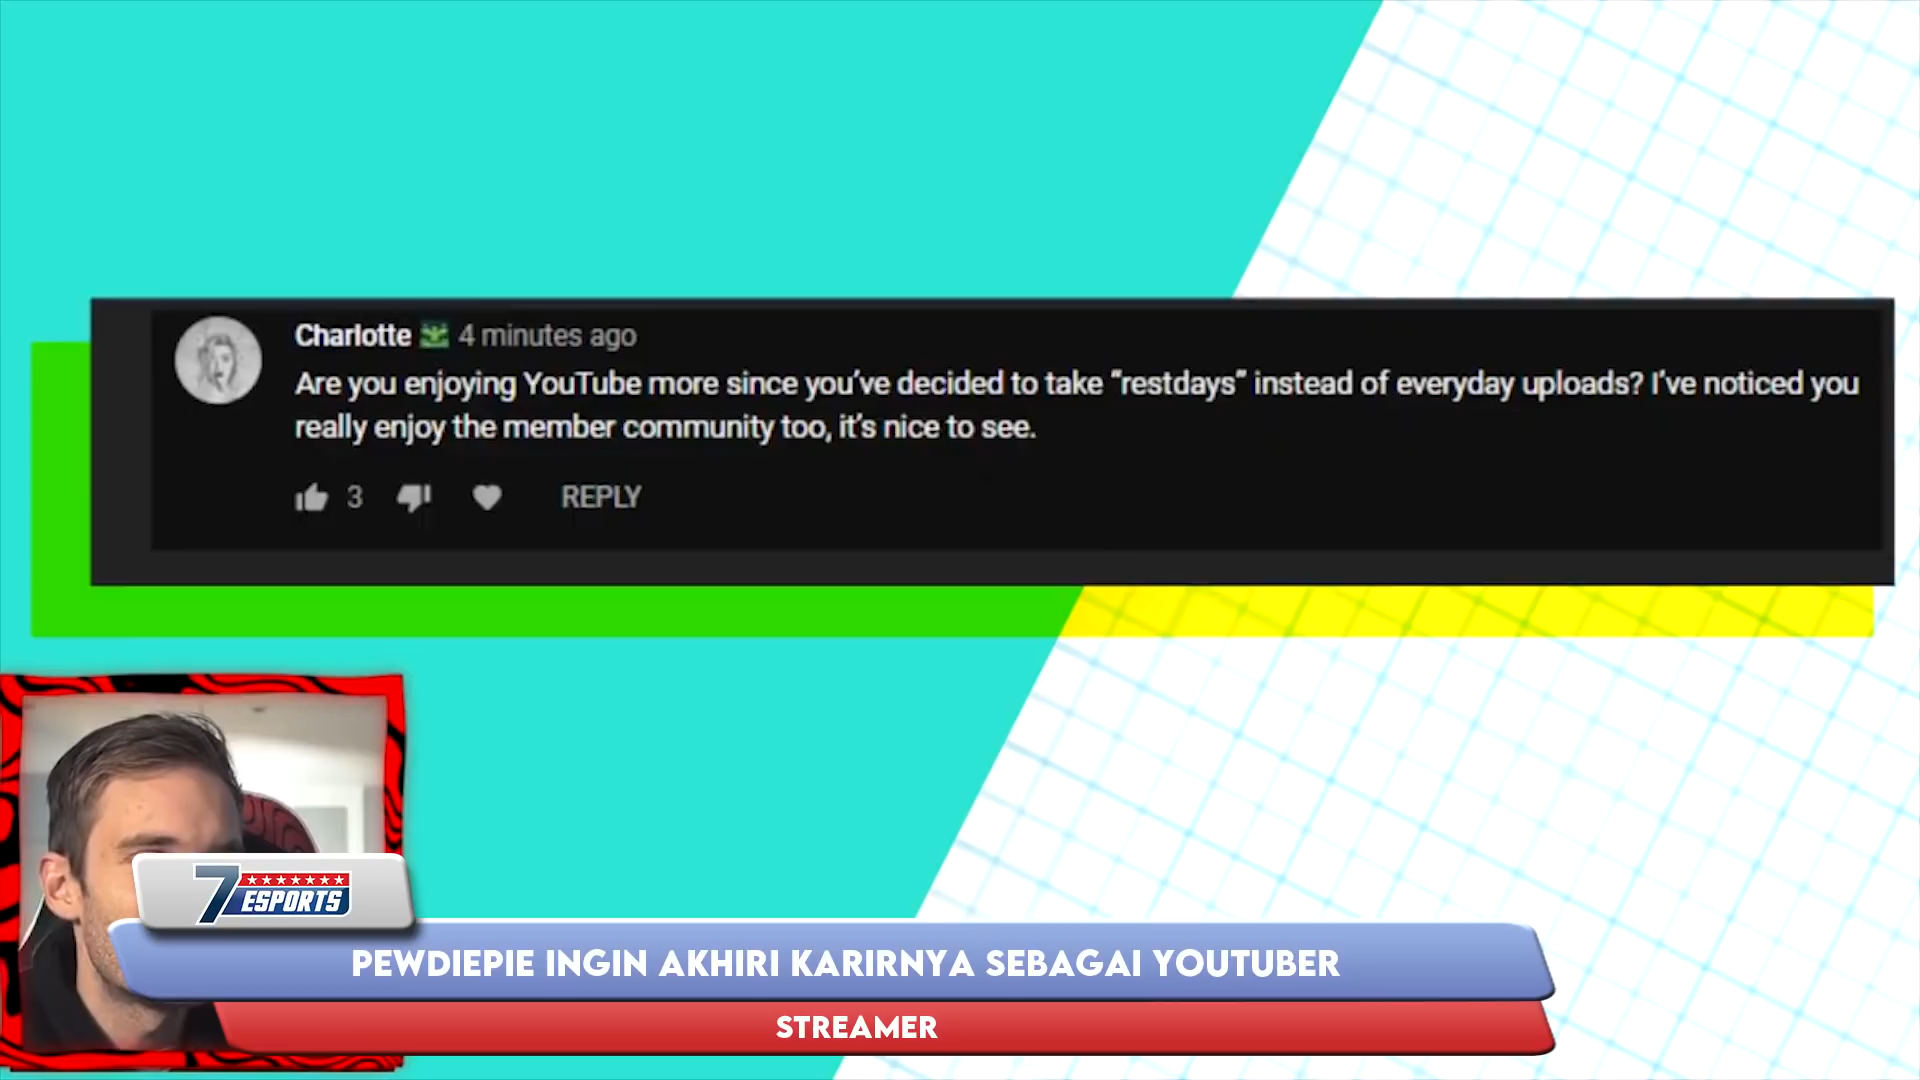 Charlotte 4 minutes ago
Are you enjoying YouTube more since you've decided to take “restdays” instead of everyday uploads? I've noticed you
really enjoy the member community too, it's nice to see.
3 REPLY
7 ESPORTS
PEWDIEPIE INGIN AKHIRI KARIRNYA SEBAGAI YOUTUBER
STREAMER